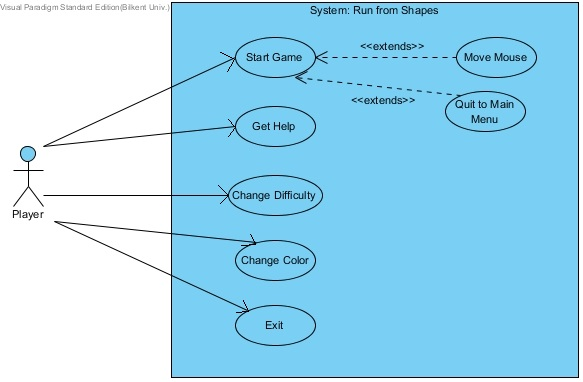 Visual Paradigm Standard Edition(Bilkent Univ.)
System: Run from Shapes
Start Game
<<extends>>
Move Mouse
<<extends>>
Quit to Main
Menu
Get Help
Player
Change Difficulty
Change Color
Exit